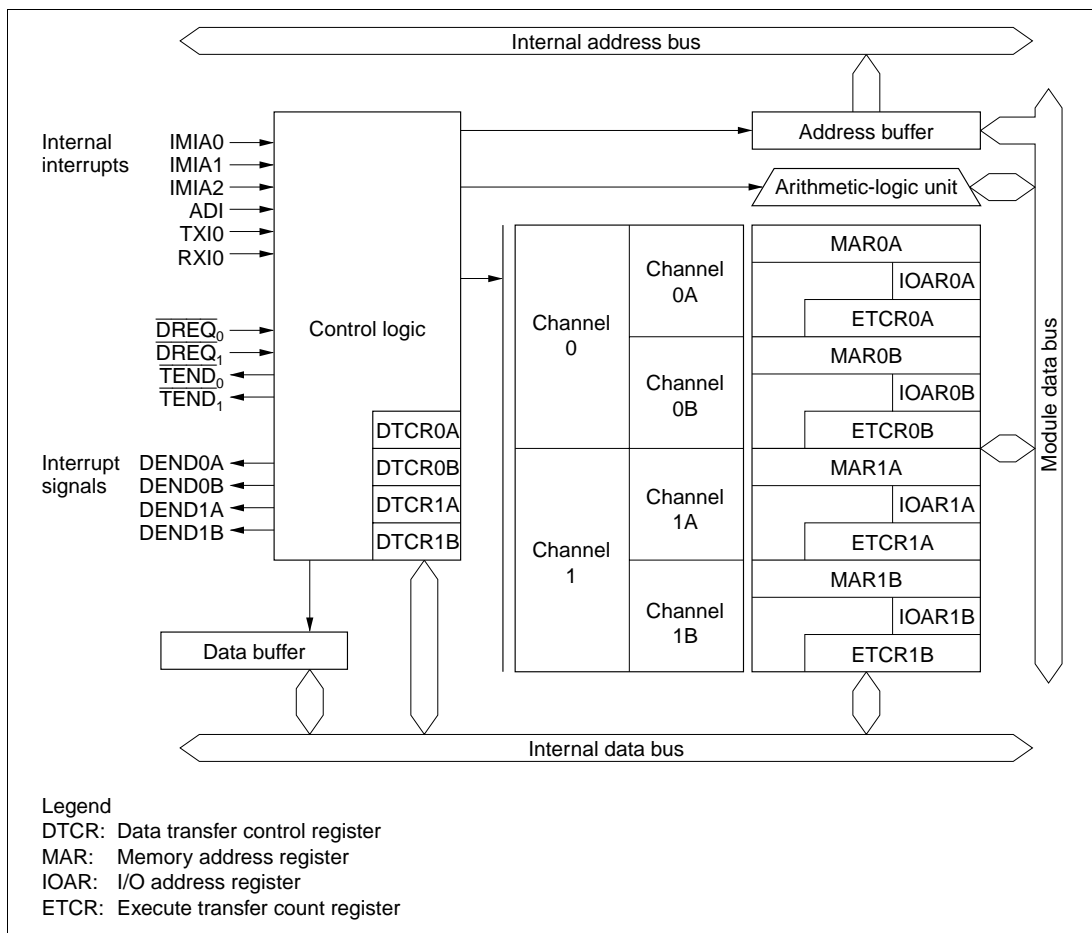 Internal address bus
Internal
interrupts
IMIA0
IMIA1
IMIA2
ADI
TXI0
RXI0
DREQ0
DREQ1
TEND0
TEND1
Interrupt
signals
DEND0A
DEND0B
DEND1A
DEND1B
Control logic
DTCR0A
DTCR0B
DTCR1A
DTCR1B
Data buffer
Address buffer
Arithmetic-logic unit
Channel
0
Channel
0A
Channel
0B
Channel
1
Channel
1A
Channel
1B
MAR0A
IOAR0A
ETCR0A
MAR0B
IOAR0B
ETCR0B
MAR1A
IOAR1A
ETCR1A
MAR1B
IOAR1B
ETCR1B
Module data bus
Internal data bus
Legend
DTCR: Data transfer control register
MAR: Memory address register
IOAR: I/O address register
ETCR: Execute transfer count register